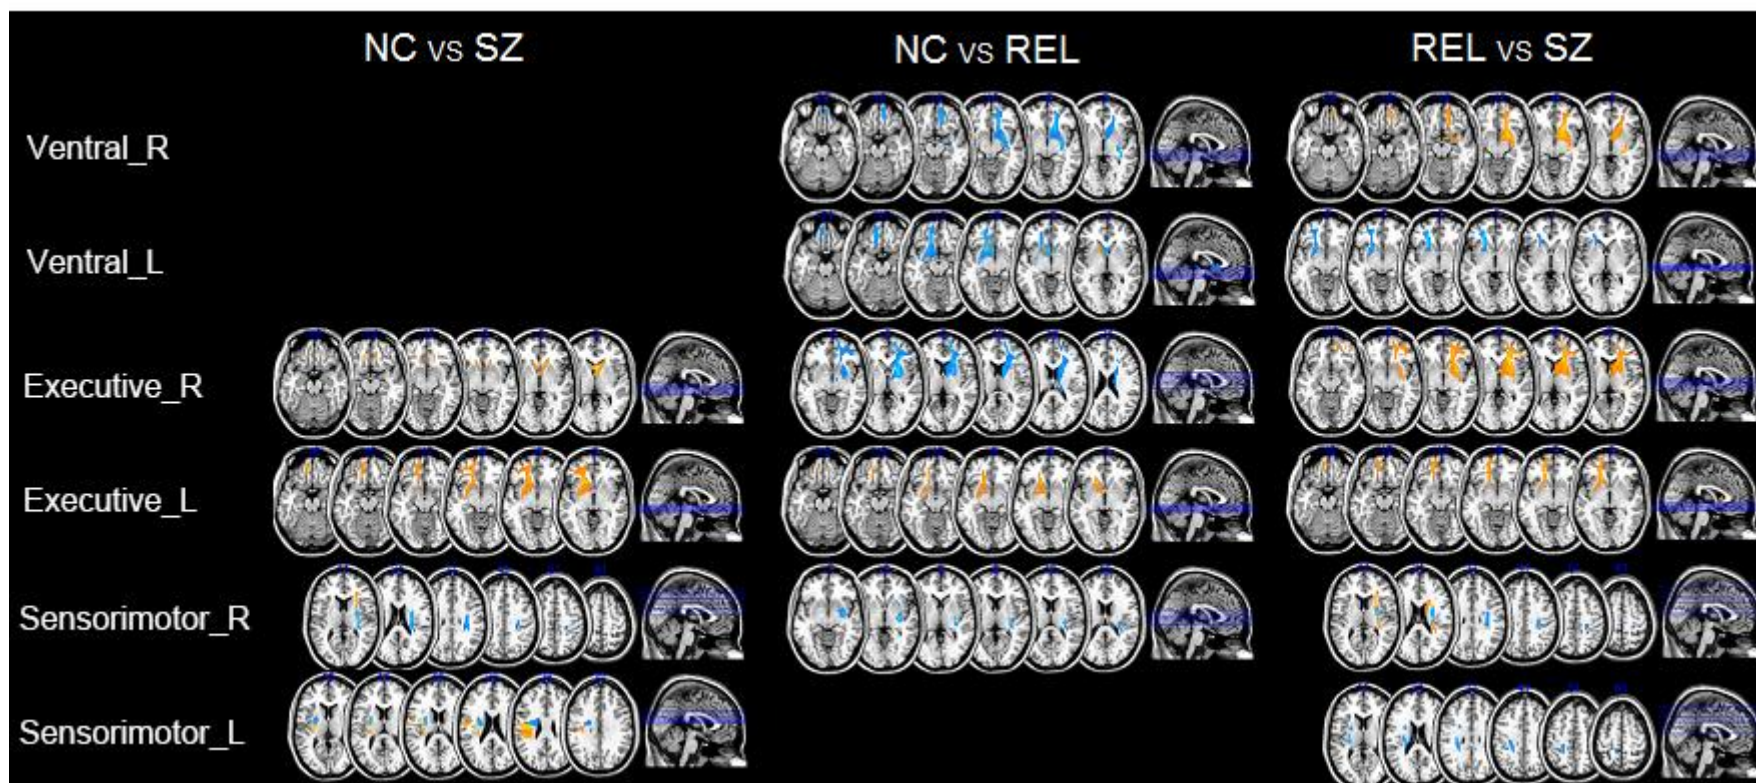 NC vs SZ
NC vs REL
REL vs SZ
Ventral_R
Ventral_L
Executive_R
Executive_L
Sensorimotor_R
Sensorimotor_L